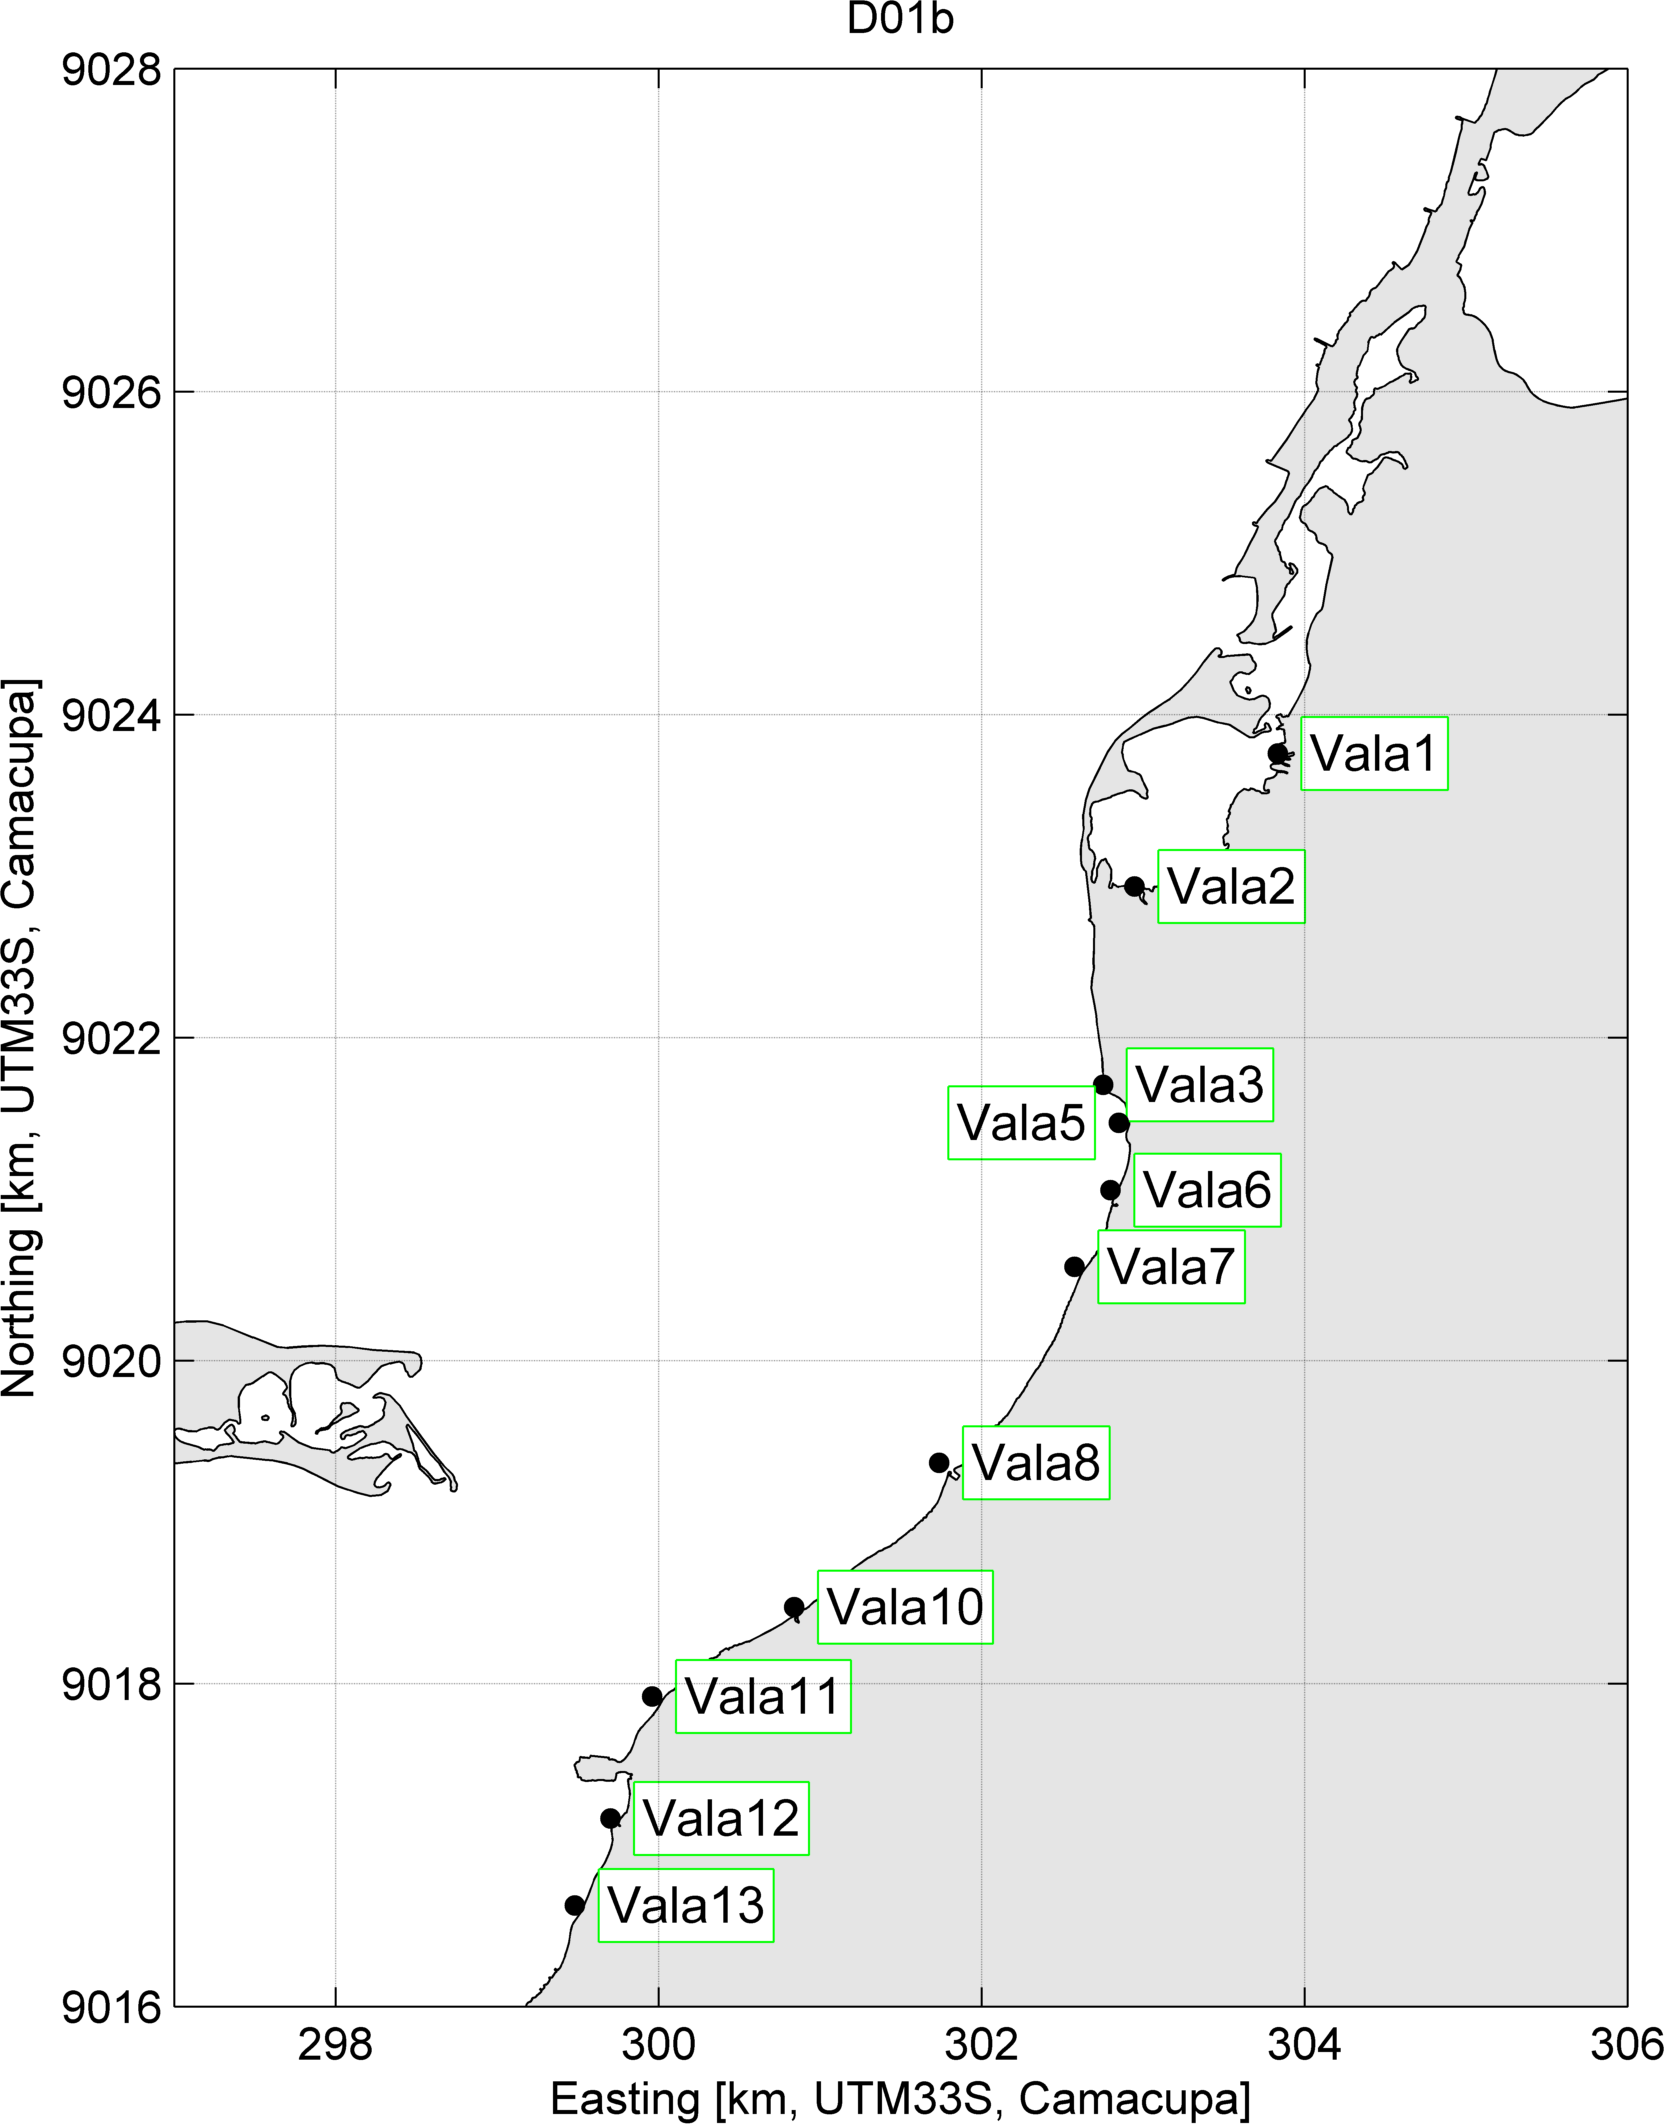 D01b
9028
9026
9024
9022
9020
9018
9016
Northing [km, UTM33S, Camacupa]
Vala1
Vala2
Vala3
Vala5
Vala6
Vala7
Vala8
Vala10
Vala11
Vala12
Vala13
298 300 302 304 306
Easting [km, UTM33S, Camacupa]